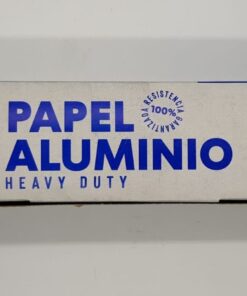 PAPEL
ALUMINIO
HEAVY DUTY
RESISTENCIA GARANTIZADA
100%